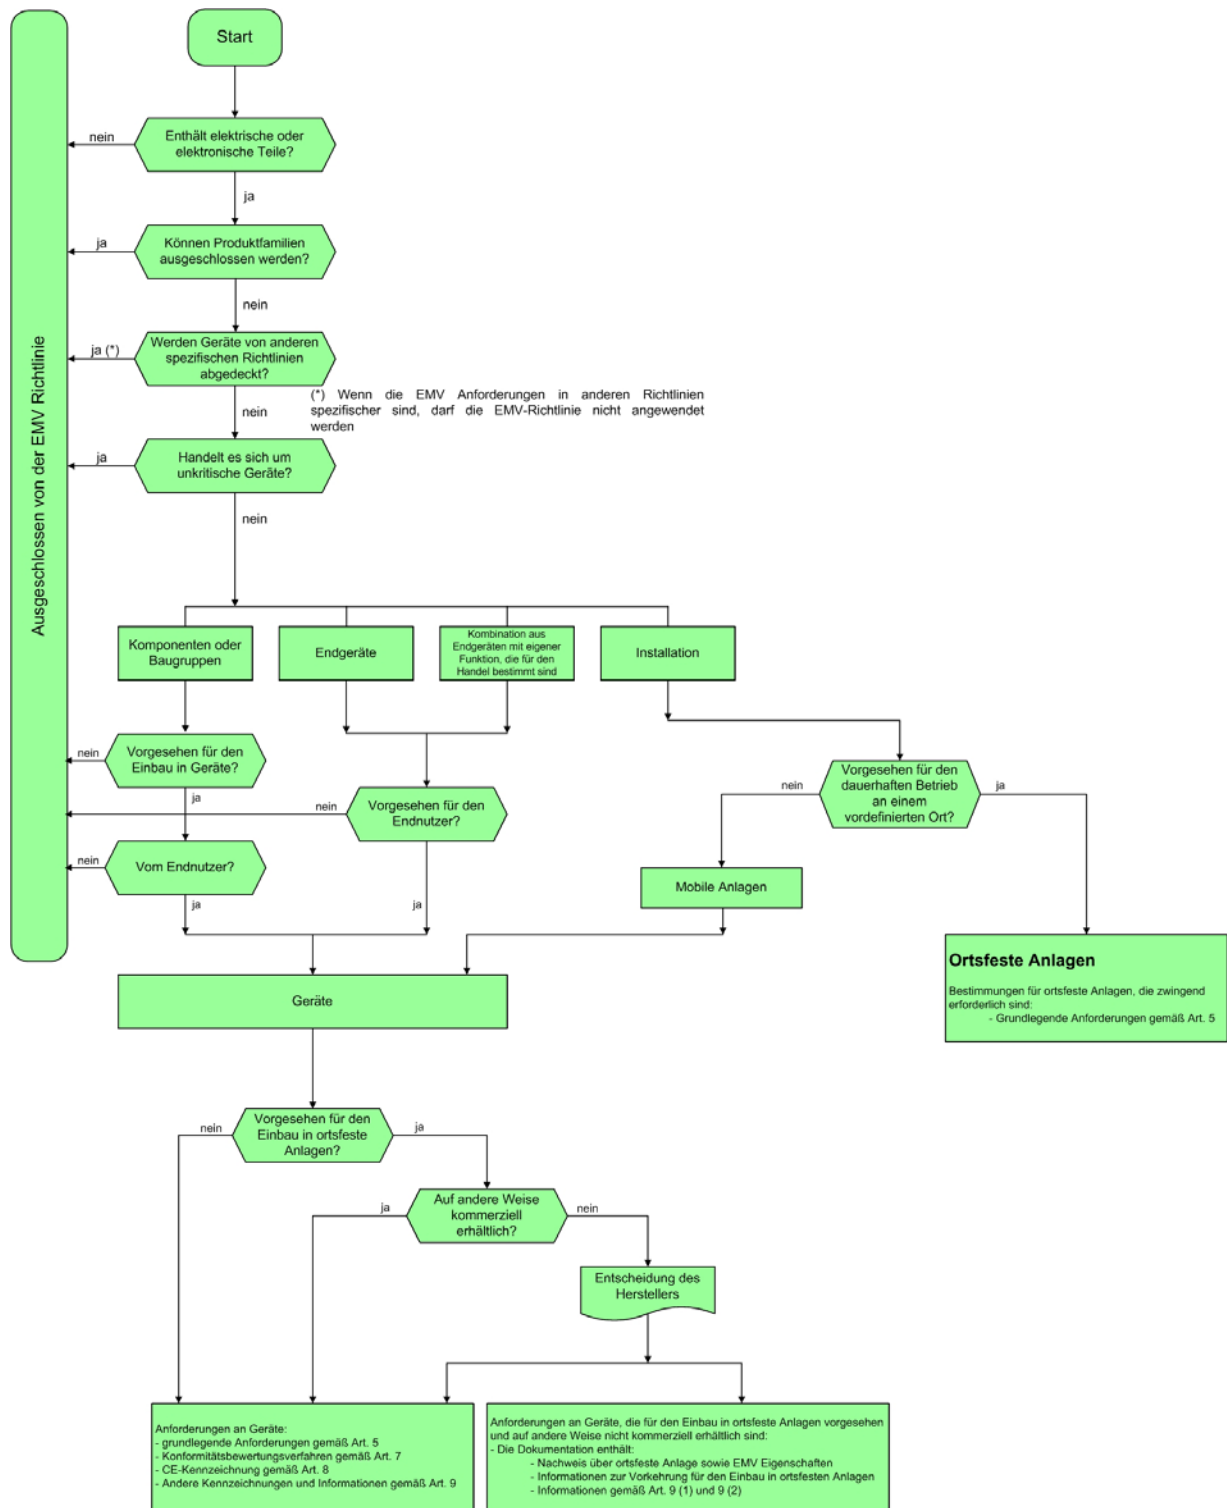 Start
Ausgeschlossen von der EMV Richtlinie
Enthält elektrische oder
elektronische Teile?
nein
ja
Können Produktfamilien
ausgeschlossen werden?
ja
nein
Werden Geräte von anderen
spezifischen Richtlinien
abgedeckt?
ja (*)
nein
(*) Wenn die EMV Anforderungen in anderen Richtlinien
spezifischer sind, darf die EMV-Richtlinie nicht angewendet
werden
Handelt es sich um
unkritische Geräte?
ja
nein
Komponenten oder
Baugruppen
Endgeräte
Kombination aus
Endgeräten mit eigener
Funktion, die für den
Handel bestimmt sind
Installation
Vorgesehen für den
Einbau in Geräte?
nein
ja
Vorgesehen für den
Endnutzer?
nein
ja
Vorgesehen für den
dauerhaften Betrieb
an einem
vordefinierten Ort?
nein
ja
Vom Endnutzer?
nein
ja
Mobile Anlagen
Ortsfeste Anlagen
Bestimmungen für ortsfeste Anlagen, die zwingend
erforderlich sind:
- Grundlegende Anforderungen gemäß Art. 5
Geräte
Vorgesehen für den
Einbau in ortsfeste
Anlagen?
nein
ja
Auf andere Weise
kommerziell
erhältlich?
ja
nein
Entscheidung des
Herstellers
Anforderungen an Geräte:
- grundlegende Anforderungen gemäß Art. 5
- Konformitätsbewertungsverfahren gemäß Art. 7
- CE-Kennzeichnung gemäß Art. 8
- Andere Kennzeichnungen und Informationen gemäß Art. 9
Anforderungen an Geräte, die für den Einbau in ortsfeste Anlagen vorgesehen
und auf andere Weise nicht kommerziell erhältlich sind:
- Die Dokumentation enthält:
- Nachweis über ortsfeste Anlage sowie EMV Eigenschaften
- Informationen zur Vorkehrung für den Einbau in ortsfesten Anlagen
- Informationen gemäß Art. 9 (1) und 9 (2)